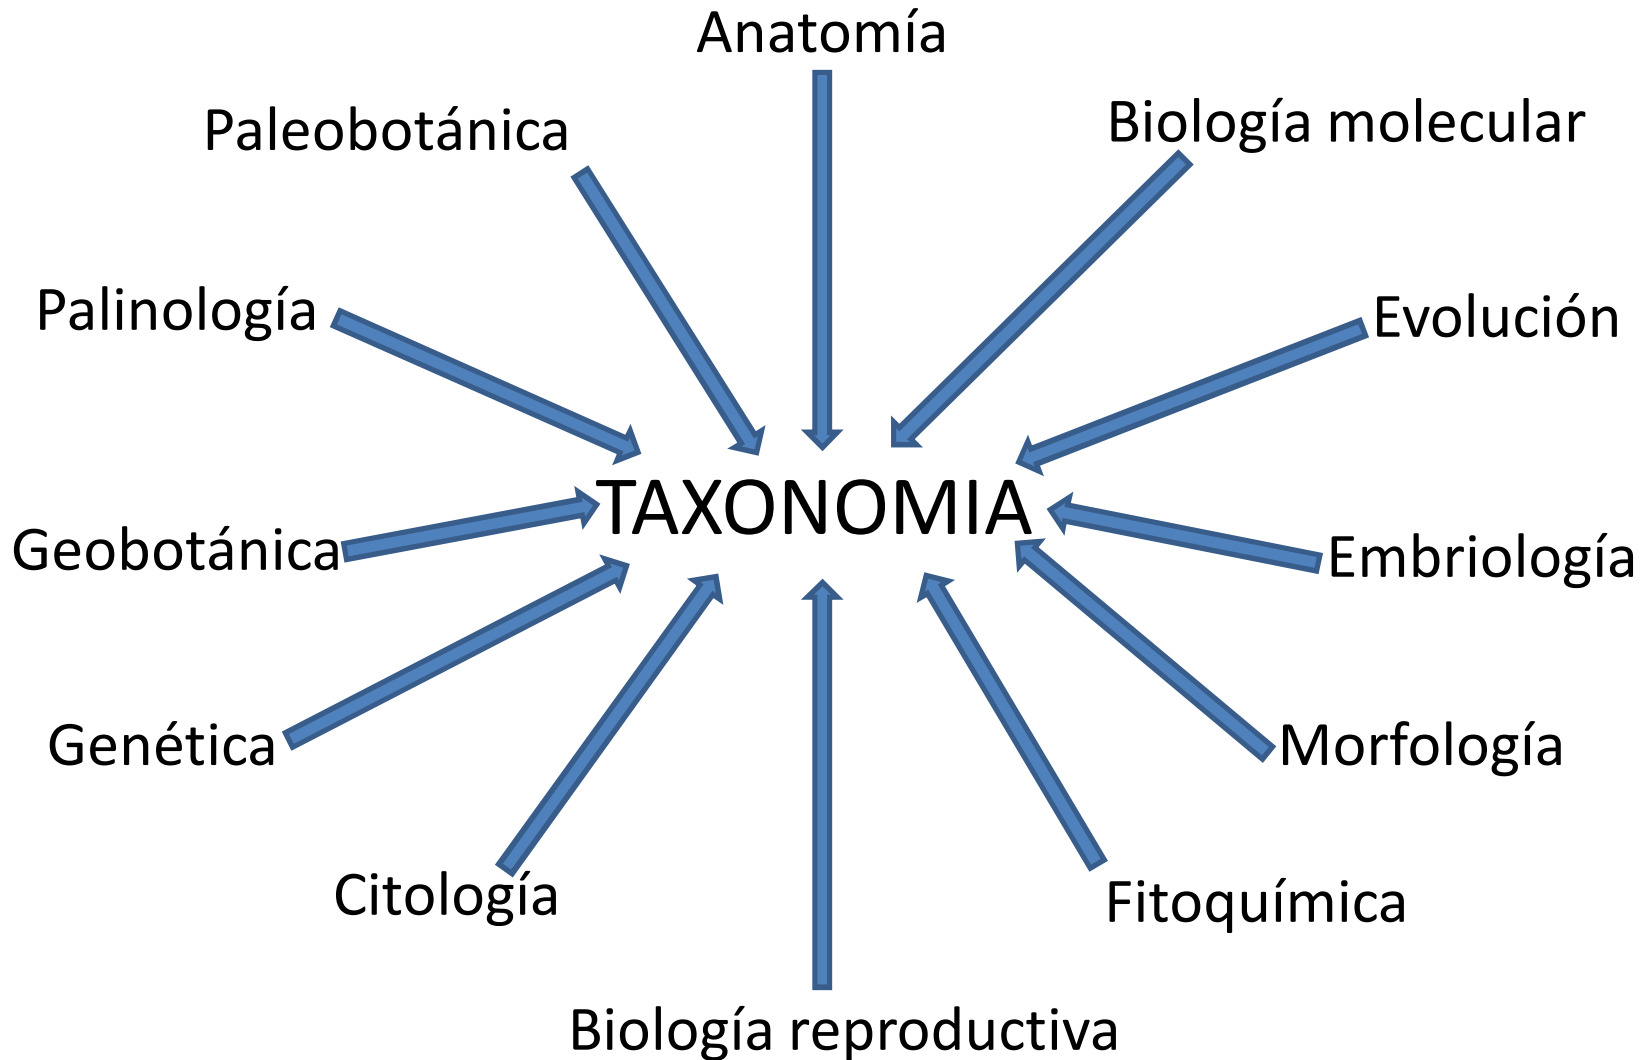 Anatomía
Biología molecular
Paleobotánica
Palinología
Evolución
TAXONOMIA
Geobotánica
Embriología
Genética
Morfología
Citología
Fitoquímica
Biología reproductiva